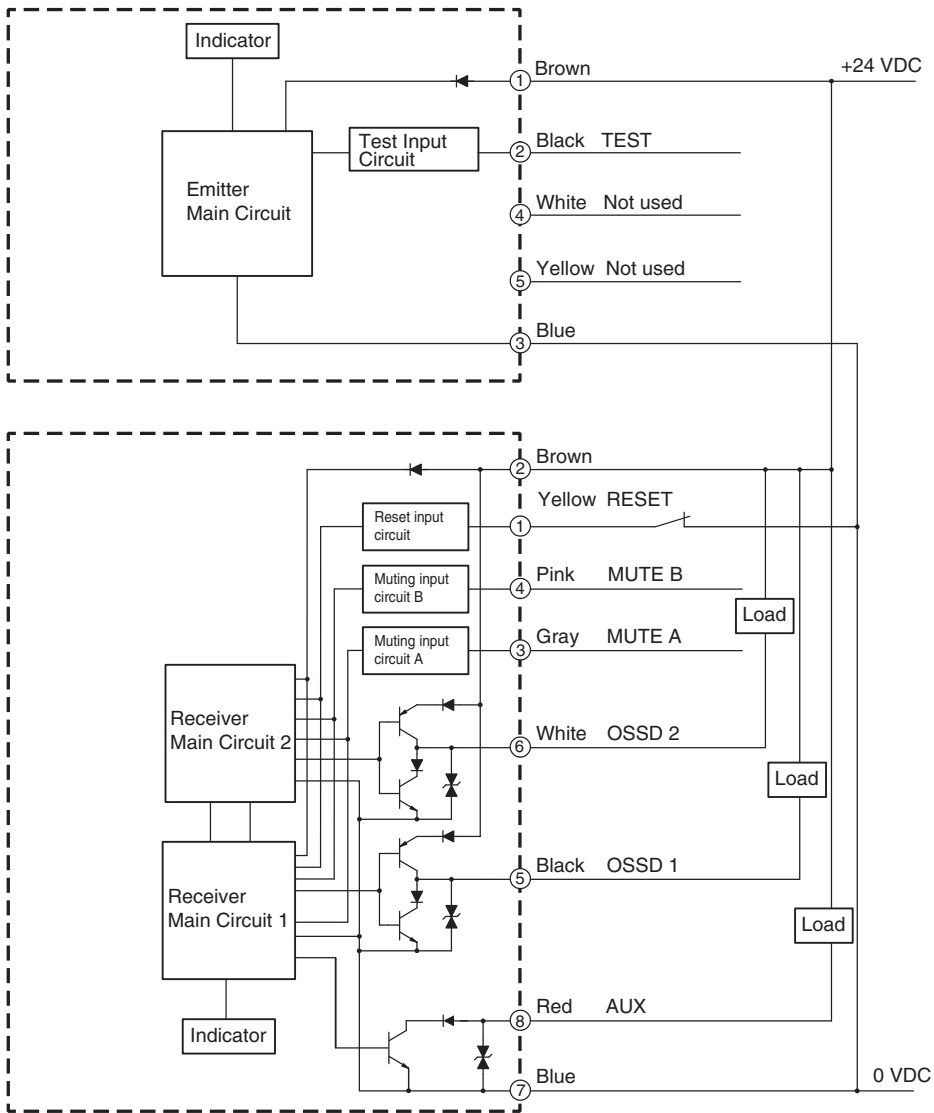 Indicator
① Brown
+24 VDC
Test Input
Circuit
② Black TEST
Emitter
Main Circuit
④ White Not used
⑤ Yellow Not used
③ Blue
② Brown
Yellow RESET
Reset input
circuit
①
Muting input
circuit B
④ Pink MUTE B
Load
Muting input
circuit A
③ Gray MUTE A
Receiver
Main Circuit 2
⑥ White OSSD 2
Load
⑤ Black OSSD 1
Receiver
Main Circuit 1
Load
⑧ Red AUX
Indicator
⑦ Blue
0 VDC